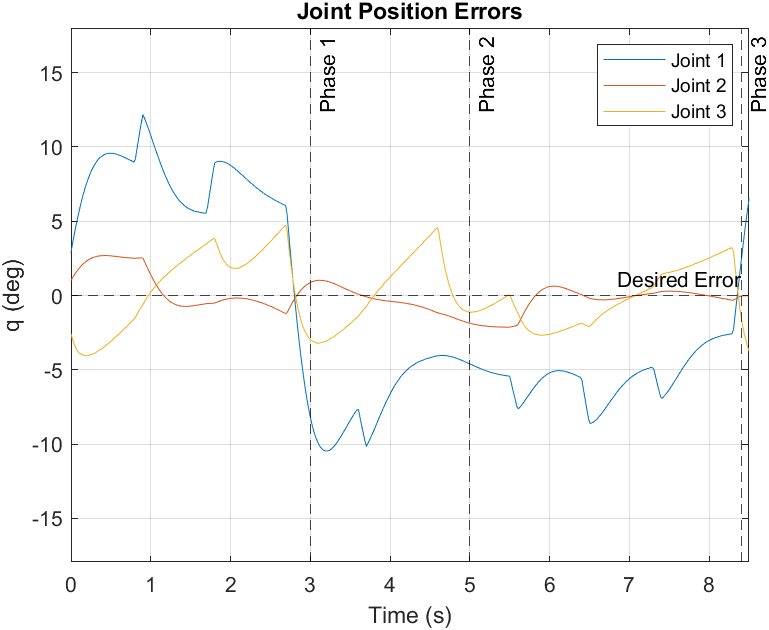 Joint Position Errors
Phase 1
Phase 2
Phase 3
Joint 1
Joint 2
Joint 3
Desired Error
q (deg)
15
10
5
0
-5
-10
-15
0 1 2 3 4 5 6 7 8
Time (s)